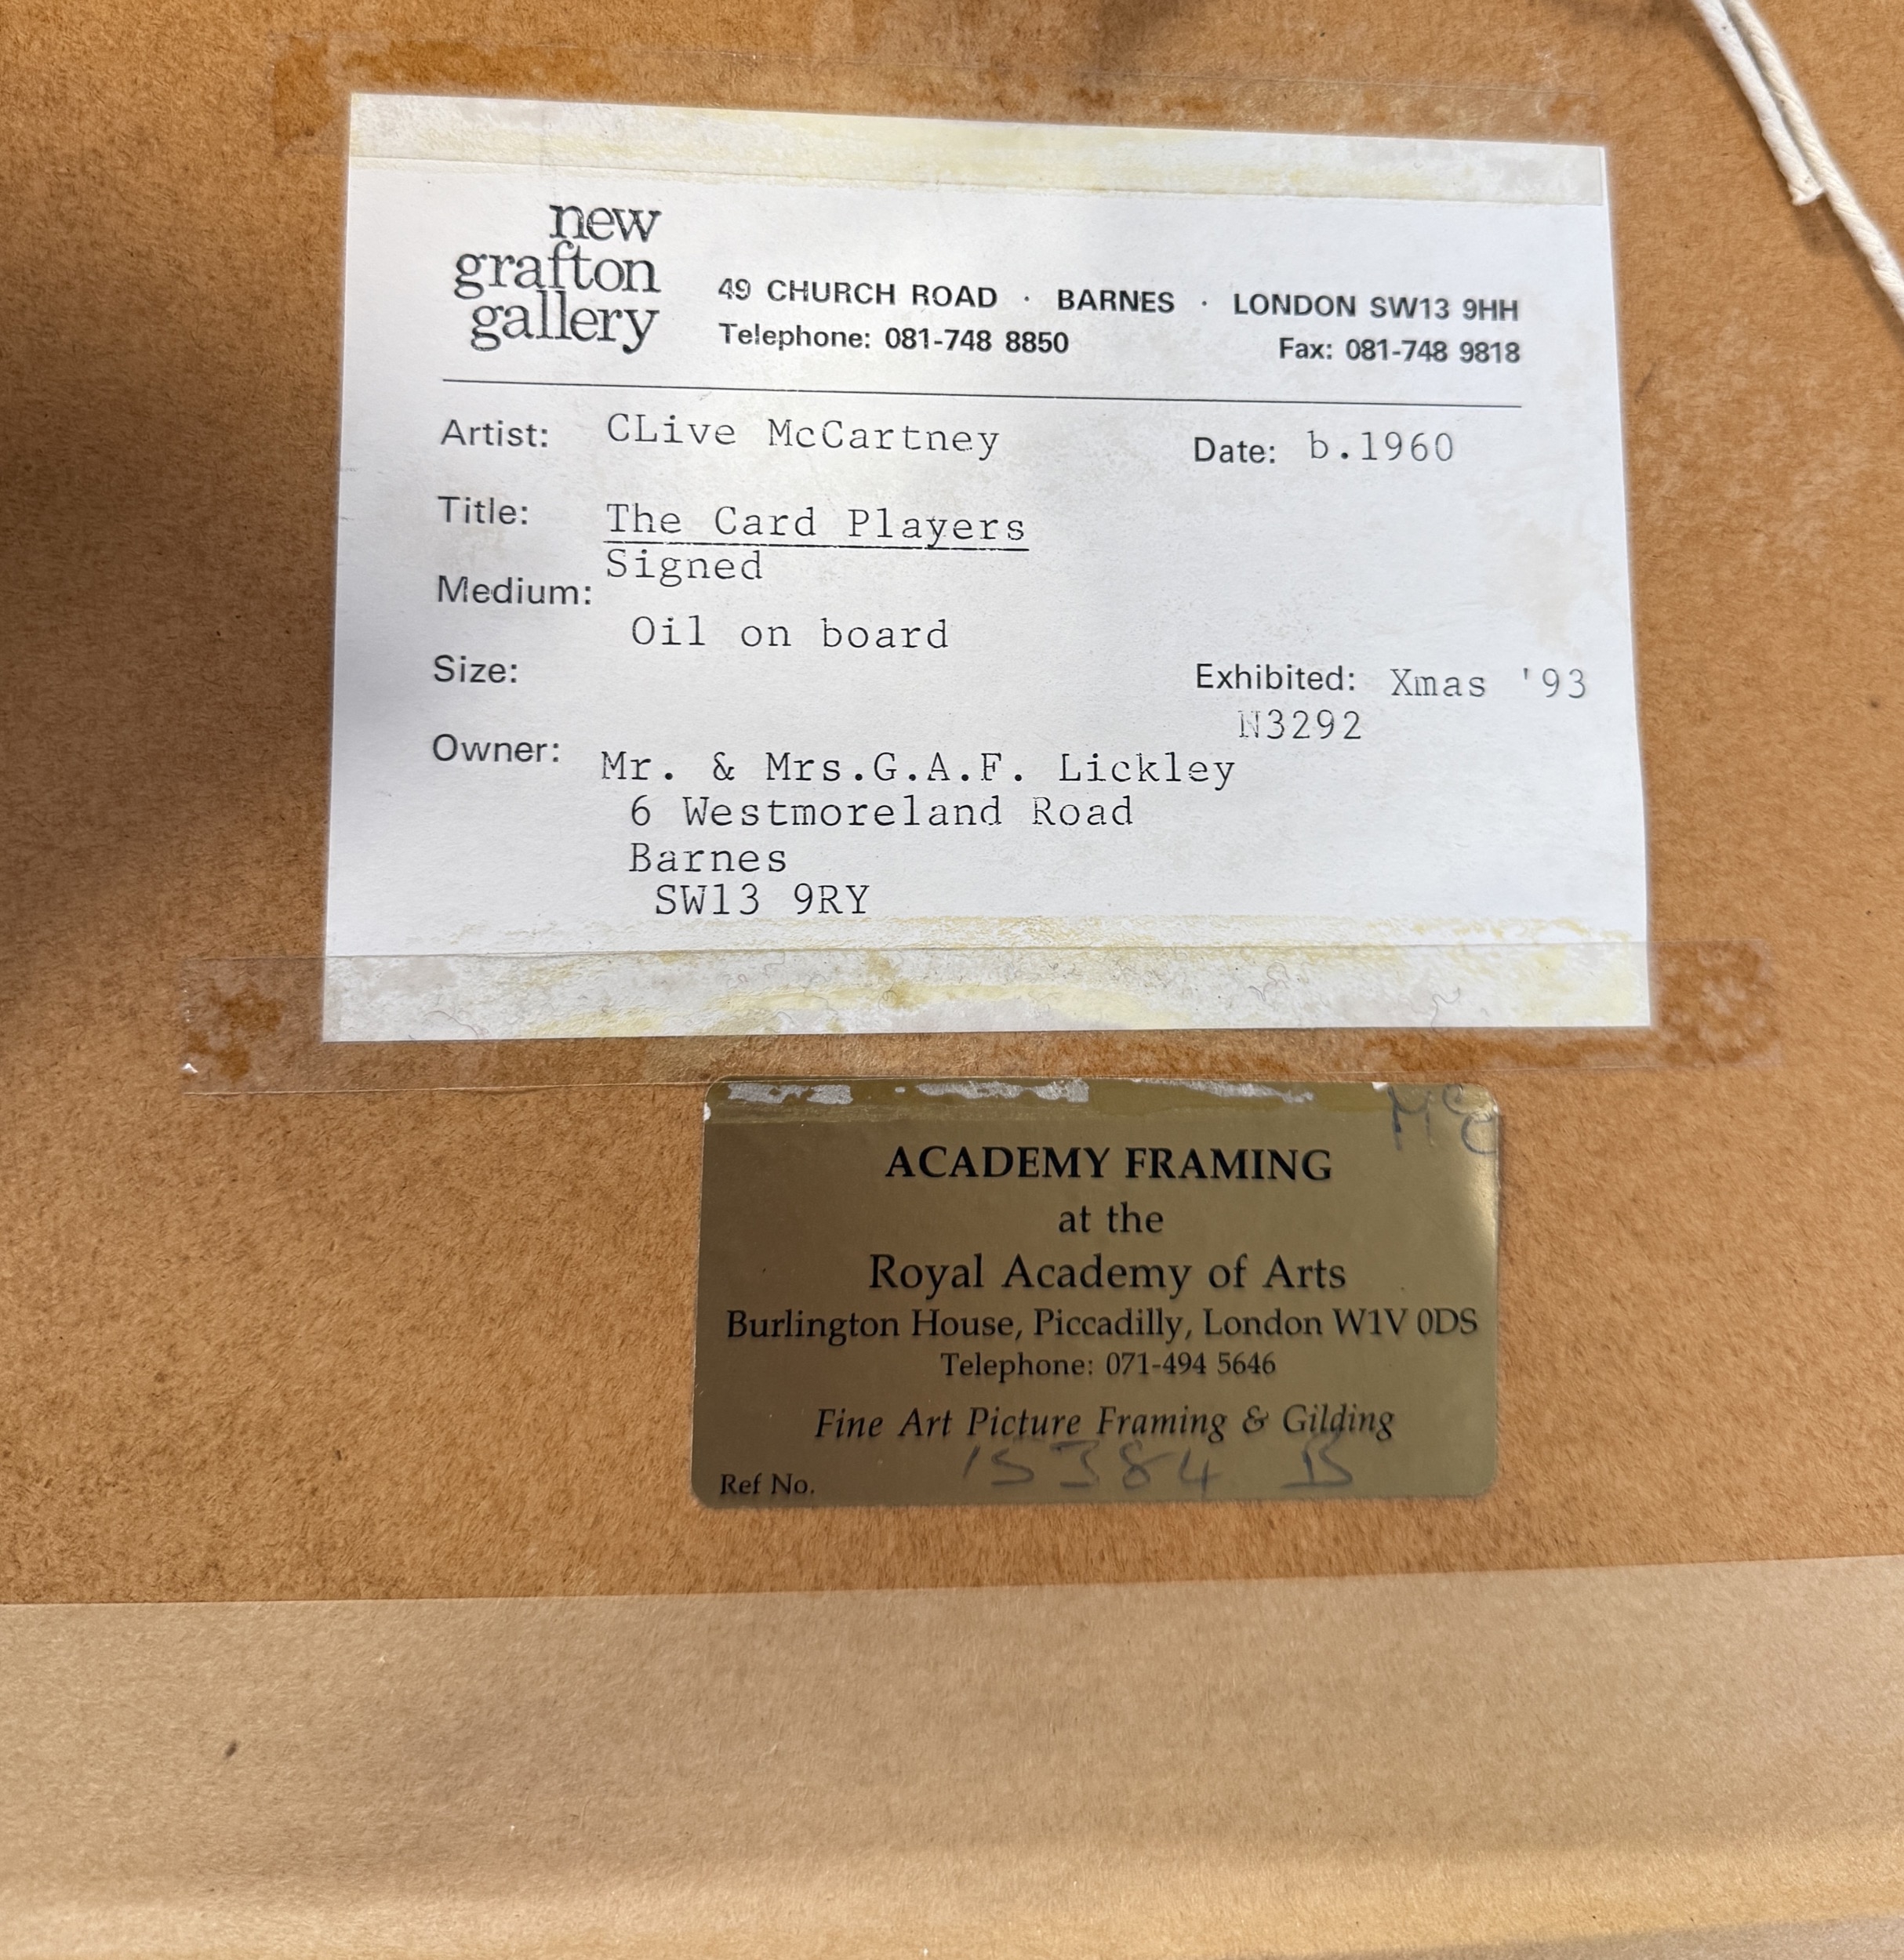 new
grafton
gallery
49 CHURCH ROAD · BARNES · LONDON SW13 9HH
Telephone: 081-748 8850 Fax: 081-748 9818
Artist: CLive McCartney Date: b.1960
Title: The Card Players
Signed
Medium:
Oil on board
Size: Exhibited: Xmas '93
N3292
Owner: Mr. & Mrs.G.A.F. Lickley
6 Westmoreland Road
Barnes
SW13 9RY
ACADEMY FRAMING
at the
Royal Academy of Arts
Burlington House, Piccadilly, London W1V 0DS
Telephone: 071-494 5646
Fine Art Picture Framing & Gilding
Ref No. 15384 B